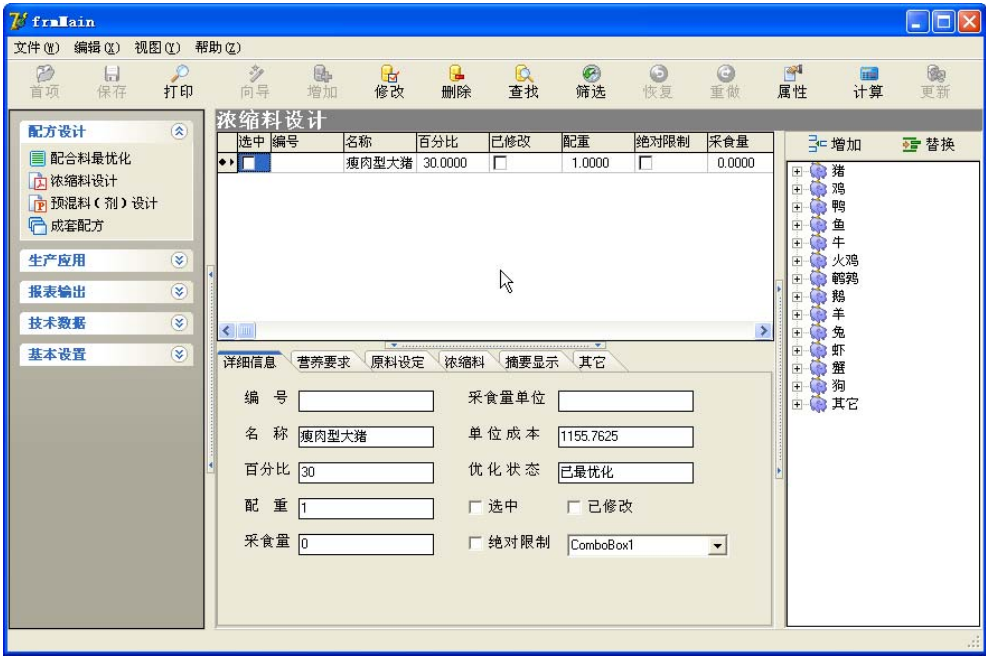 frmMain
文件(W) 编辑(X) 视图(Y) 帮助(Z)
首项 保存 打印 向导 增加 修改 删除 查找 筛选 恢复 重做 属性 计算 更新
配方设计
配合料最优化
浓缩料设计
预混料(剂)设计
成套配方
生产应用
报表输出
技术数据
基本设置
浓缩料设计
选中 编号 名称 百分比 已修改 配重 绝对限制 采食量
瘦肉型大猪 30.0000 1.0000 0.0000
详细信息 营养要求 原料设定 浓缩料 摘要显示 其它
编 号 采食量单位
名 称 瘦肉型大猪 单位成本 1155.7625
百分比 30 优化状态 已最优化
配 重 1 选中 已修改
采食量 0 绝对限制 ComboBox1
增加 替换
猪
鸡
鸭
鱼
牛
火鸡
鹌鹑
鹅
羊
兔
虾
蟹
狗
其它